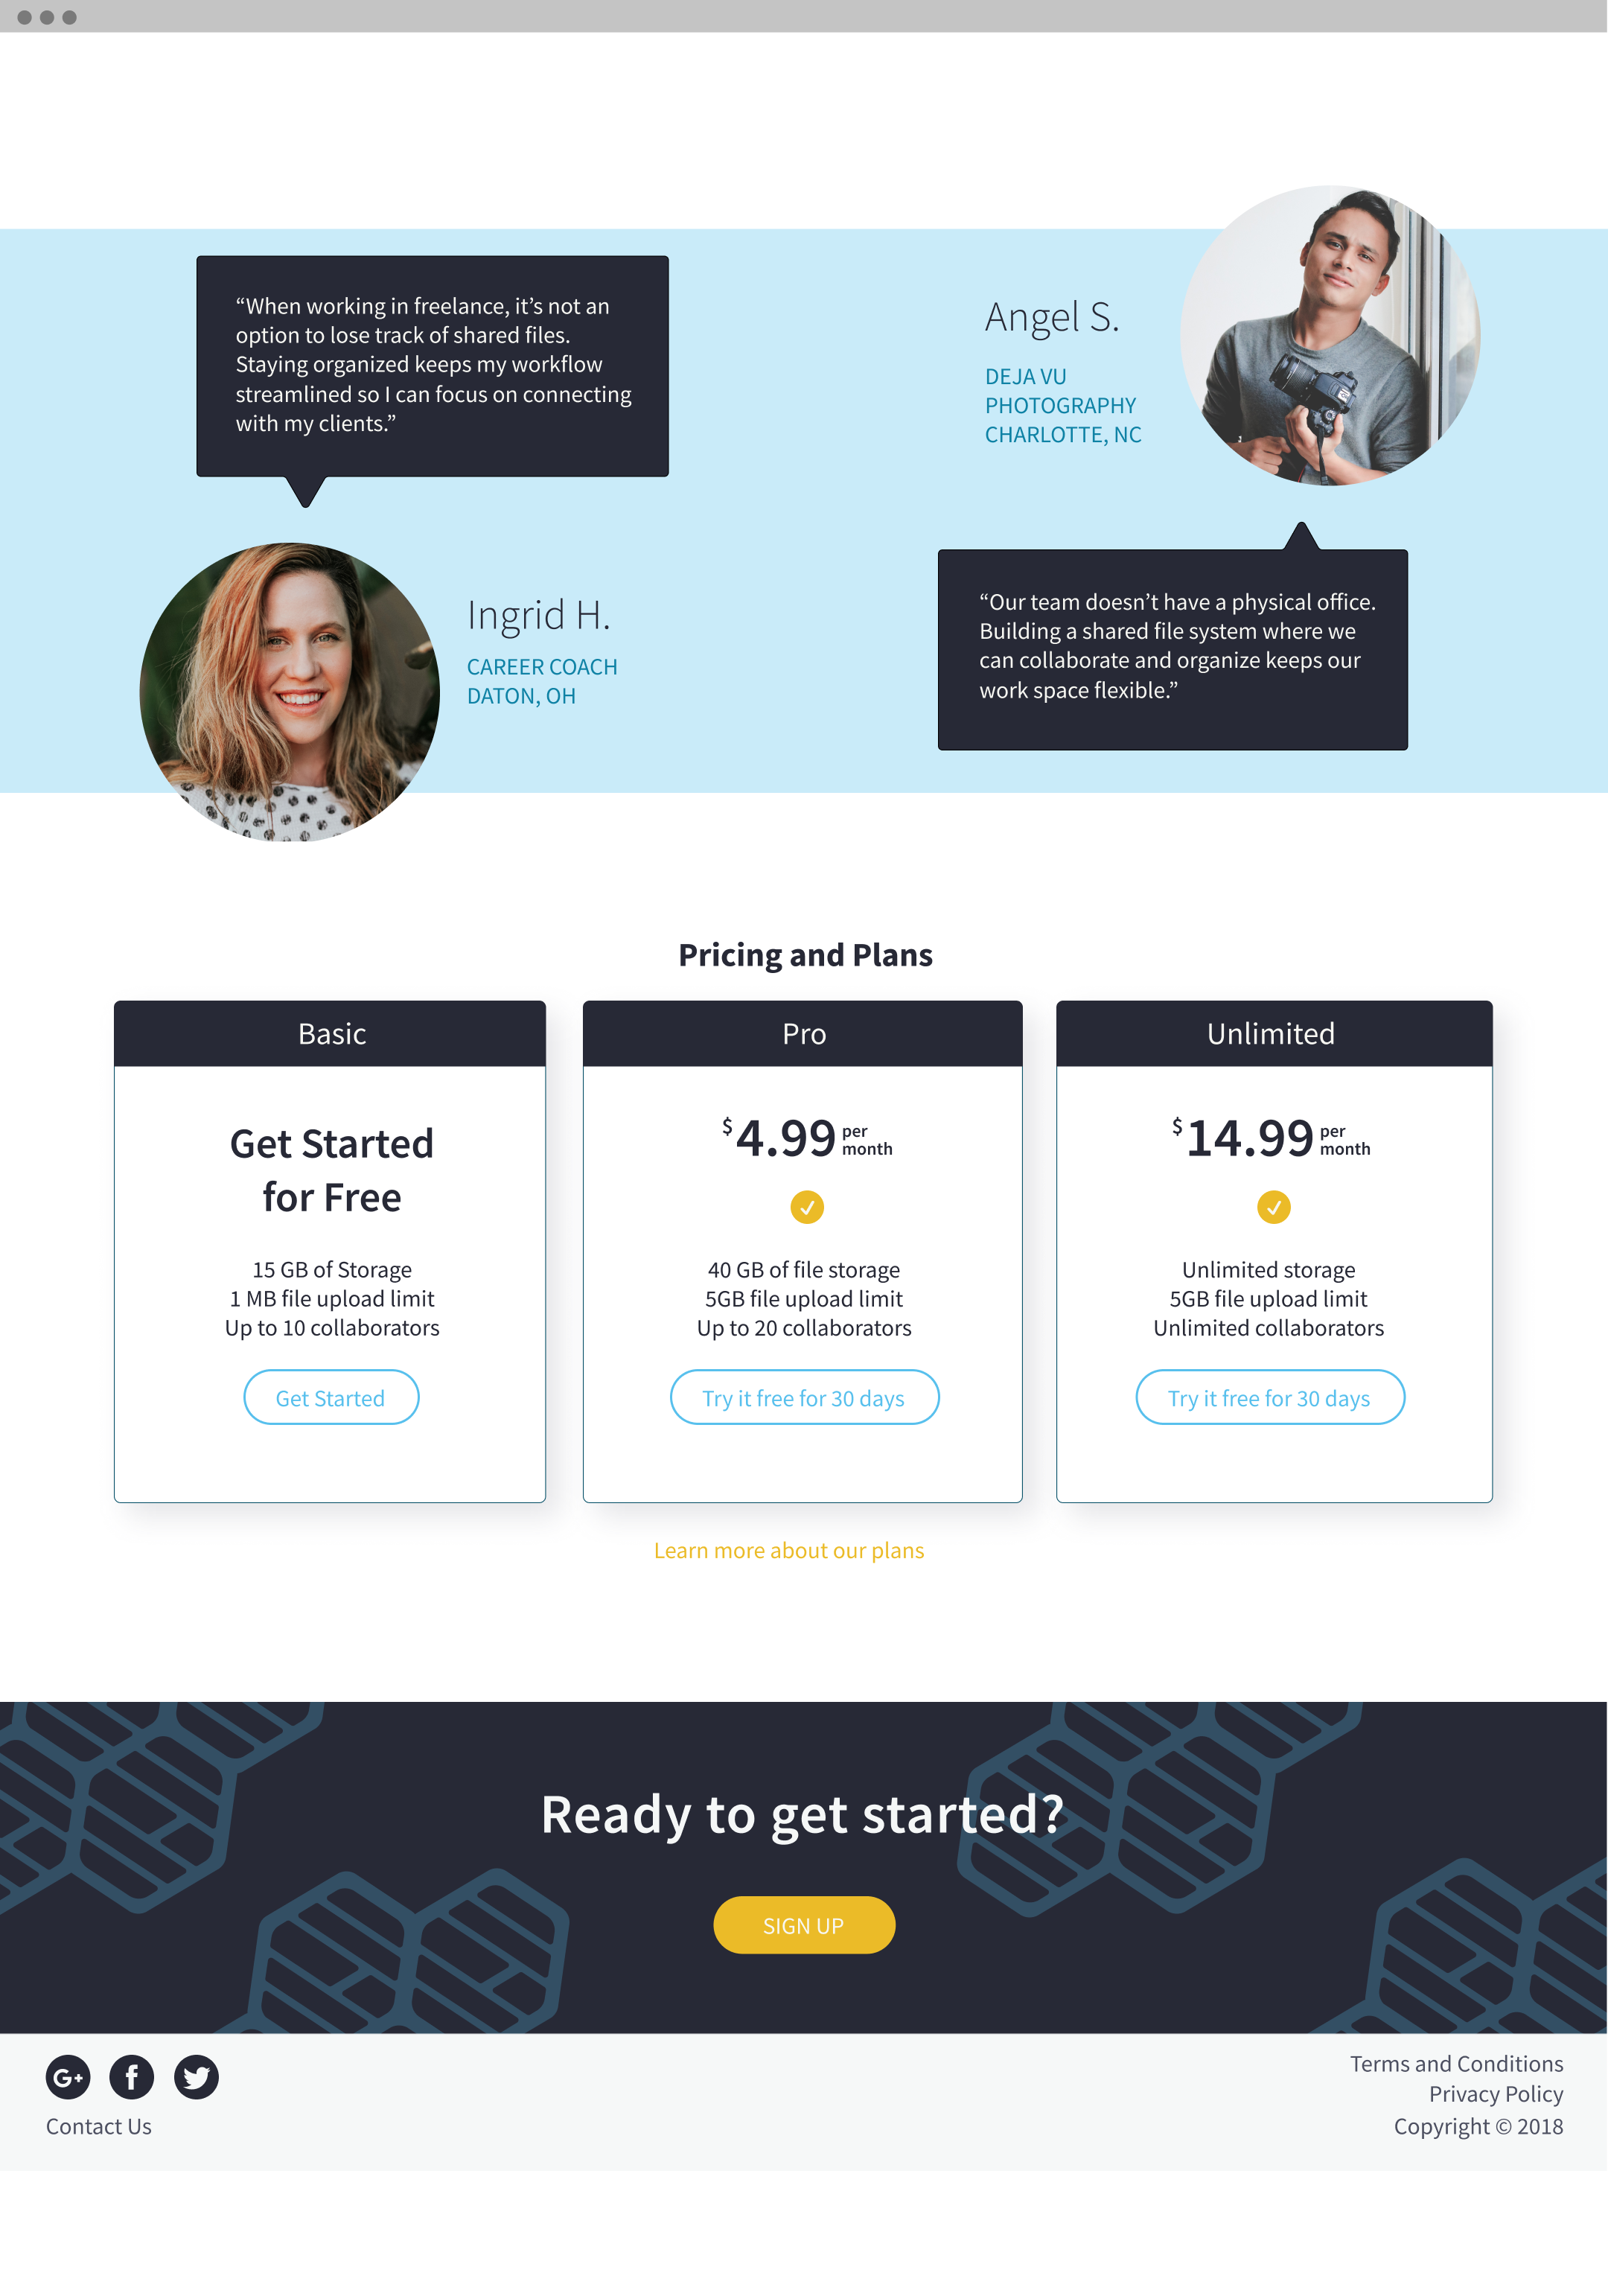 “When working in freelance, it’s not an
option to lose track of shared files.
Staying organized keeps my workflow
streamlined so I can focus on connecting
with my clients.”
Ingrid H.
CAREER COACH
DATON, OH
Angel S.
DEJA VU
PHOTOGRAPHY
CHARLOTTE, NC
“Our team doesn’t have a physical office.
Building a shared file system where we
can collaborate and organize keeps our
work space flexible.”
Pricing and Plans
Basic
Get Started
for Free
15 GB of Storage
1 MB file upload limit
Up to 10 collaborators
Get Started
Pro
$4.99 per
month
40 GB of file storage
5GB file upload limit
Up to 20 collaborators
Try it free for 30 days
Unlimited
$14.99 per
month
Unlimited storage
5GB file upload limit
Unlimited collaborators
Try it free for 30 days
Learn more about our plans
Ready to get started?
SIGN UP
G+ f
Contact Us
Terms and Conditions
Privacy Policy
Copyright © 2018